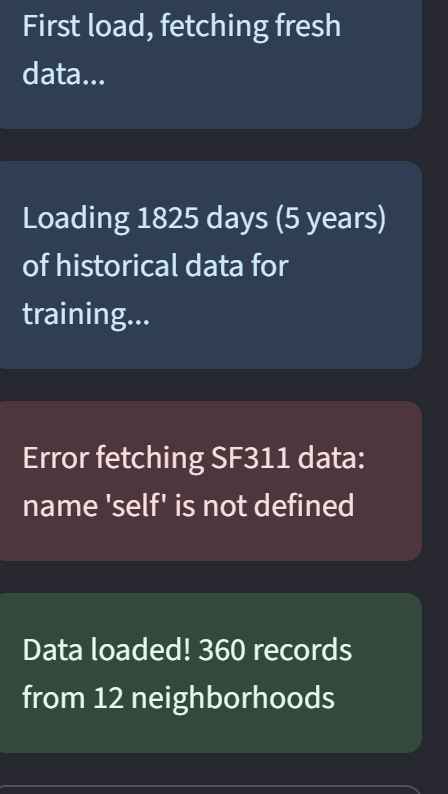 First load, fetching fresh
data...
Loading 1825 days (5 years)
of historical data for
training...
Error fetching SF311 data:
name 'self' is not defined
Data loaded! 360 records
from 12 neighborhoods